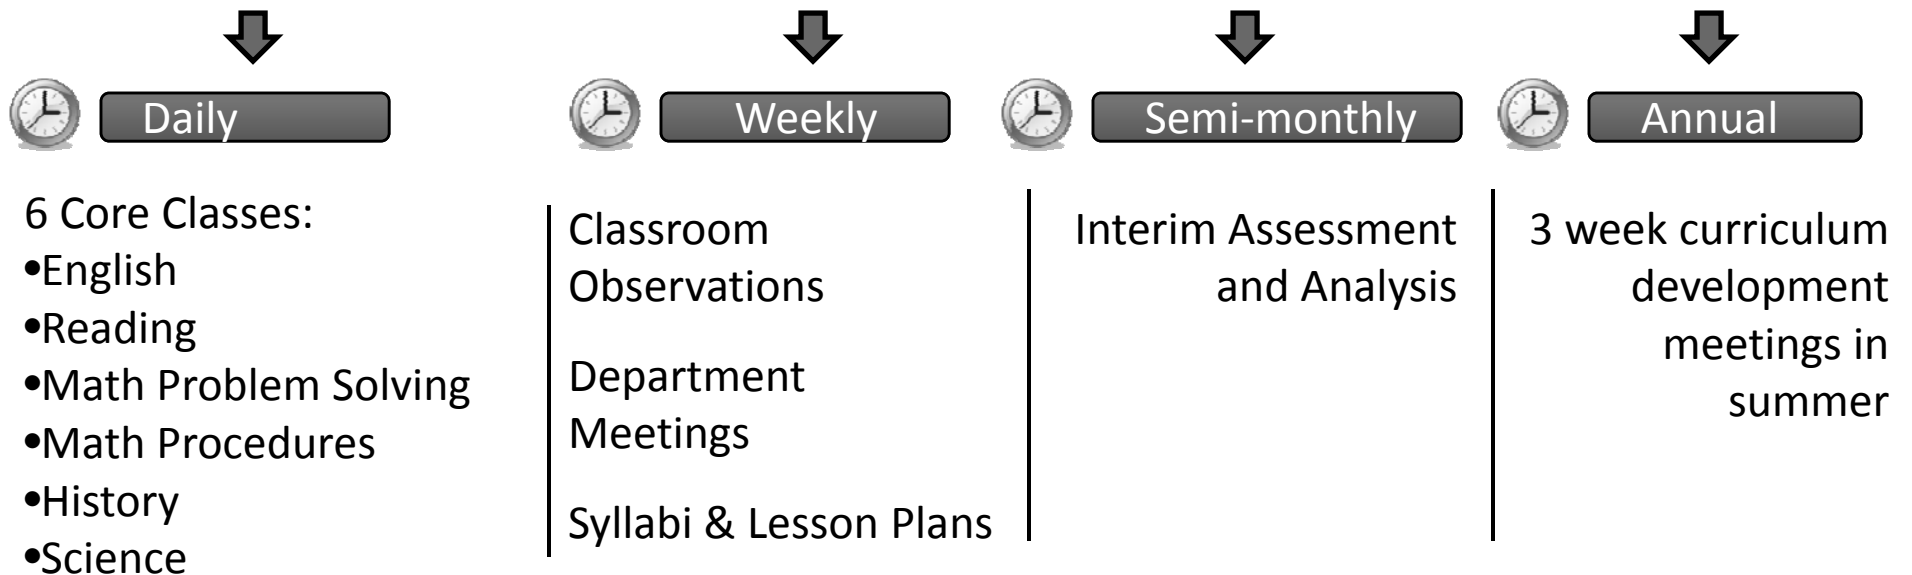 Daily
6 Core Classes:
•English
•Reading
•Math Problem Solving
•Math Procedures
•History
•Science
Weekly
Classroom
Observations
Department
Meetings
Syllabi & Lesson Plans
Semi-monthly
Interim Assessment
and Analysis
Annual
3 week curriculum
development
meetings in
summer